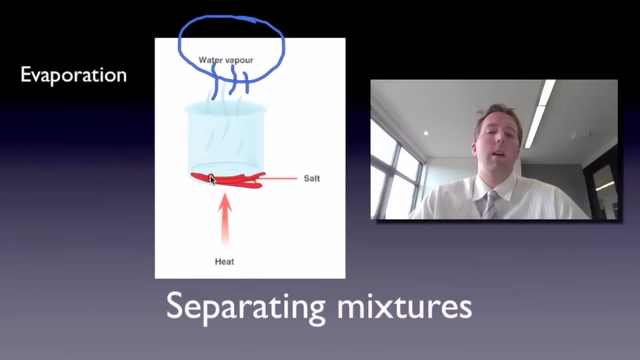 Evaporation
Water vapour
Salt
Heat
Separating mixtures